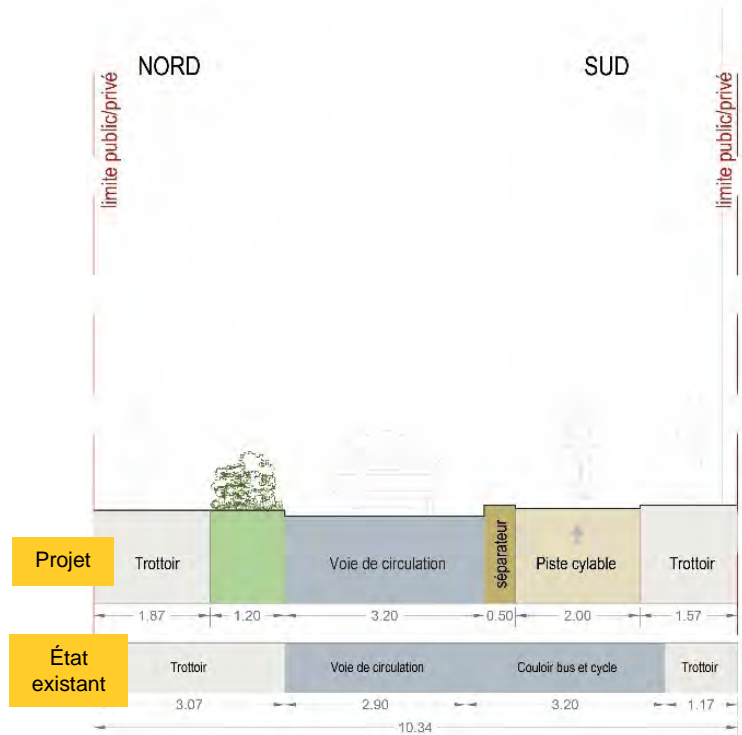 NORD
SUD
limite public/privé
limite public/privé
Projet
Trottoir
Voie de circulation
séparateur
Piste cylable
Trottoir
1.87
1.20
3.20
0.50
2.00
1.57
État
existant
Trottoir
Voie de circulation
Couloir bus et cycle
Trottoir
3.07
2.90
3.20
1.17
10.34